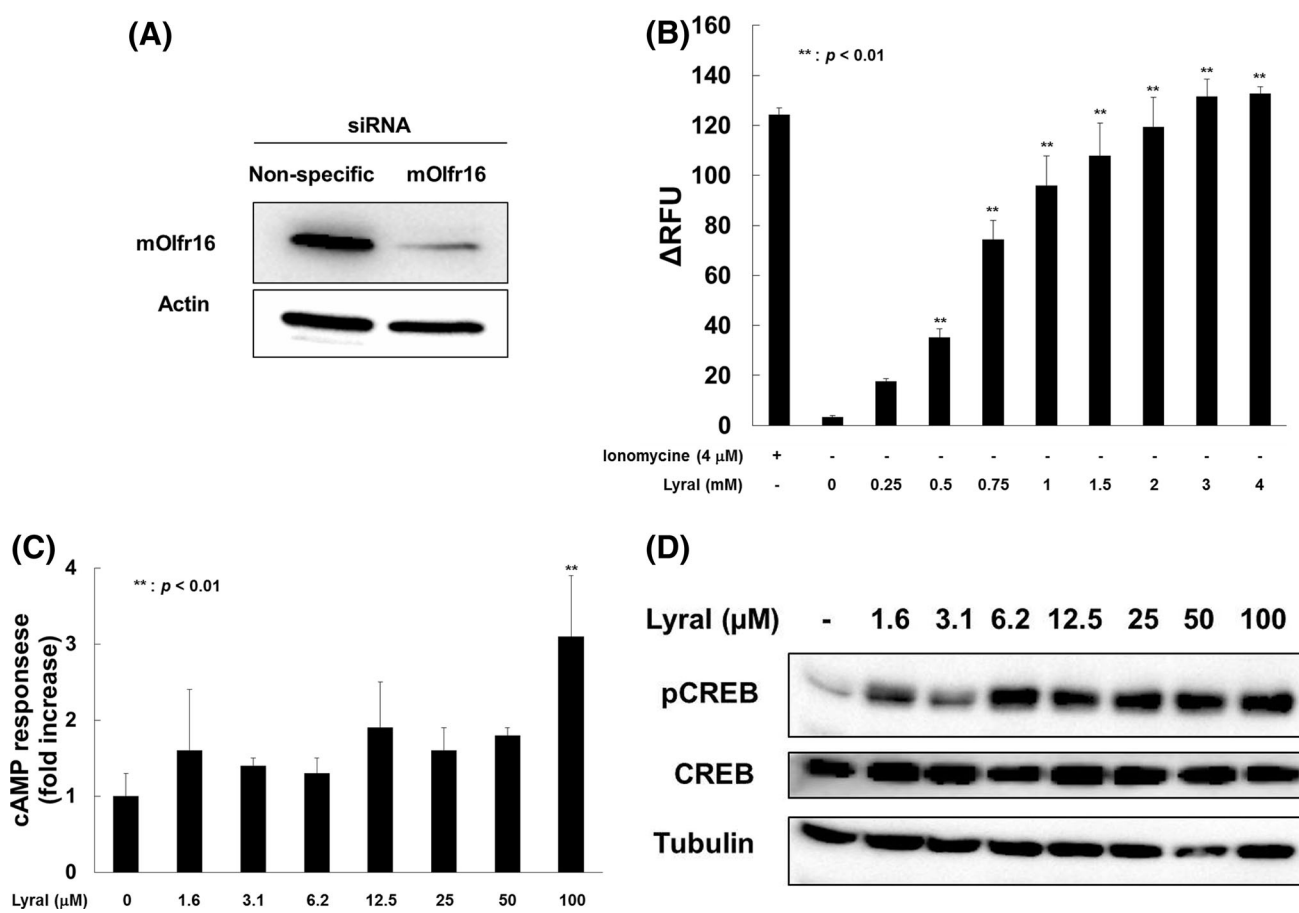 (A)
siRNA
Non-specific mOlfr16
mOlfr16
Actin
(B)
160
140
120
100
80
60
40
20
0
ΔRFU
** : p < 0.01
** ** ** ** ** ** **
Ionomycine (4 μM) + - - - - - - - - -
Lyral (mM) - 0 0.25 0.5 0.75 1 1.5 2 3 4
(C)
4
3
2
1
0
cAMP responsee
(fold increase)
** : p < 0.01
**
Lyral (μM) 0 1.6 3.1 6.2 12.5 25 50 100
(D)
Lyral (μM) - 1.6 3.1 6.2 12.5 25 50 100
pCREB
CREB
Tubulin